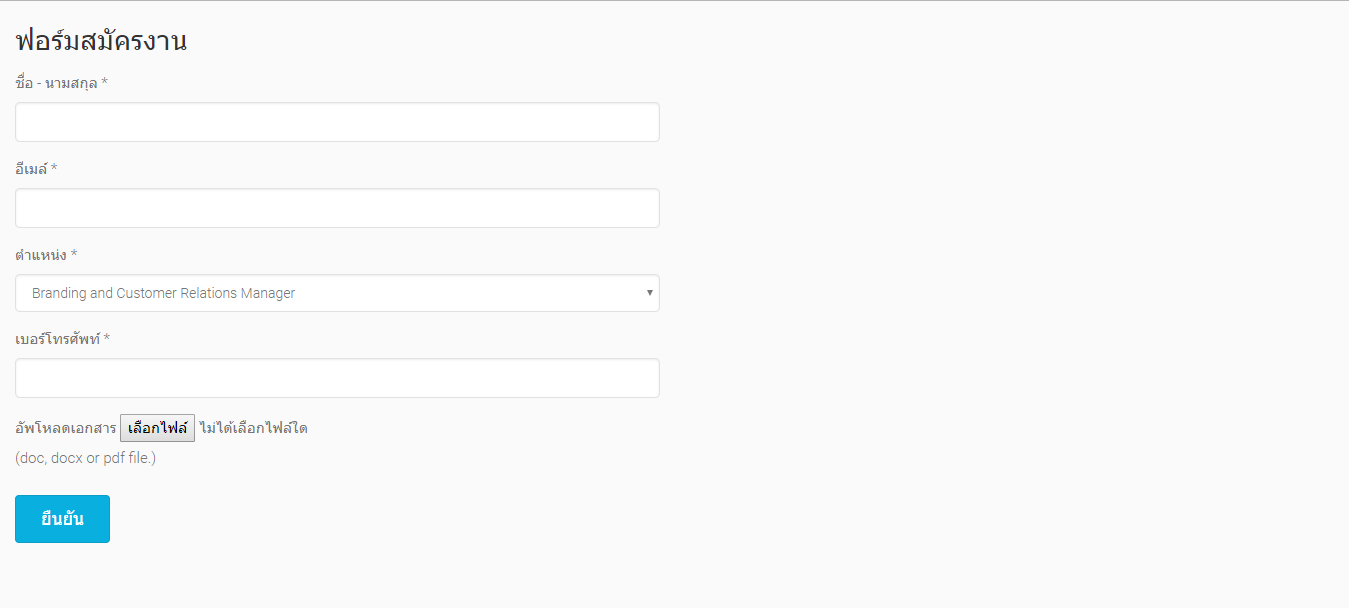 ฟอร์มสมัครงาน
ชื่อ - นามสกุล *
อีเมล์ *
ตำแหน่ง *
Branding and Customer Relations Manager
เบอร์โทรศัพท์ *
อัพโหลดเอกสาร เลือกไฟล์ ไม่ได้เลือกไฟล์ใด
(doc, docx or pdf file.)
ยืนยัน